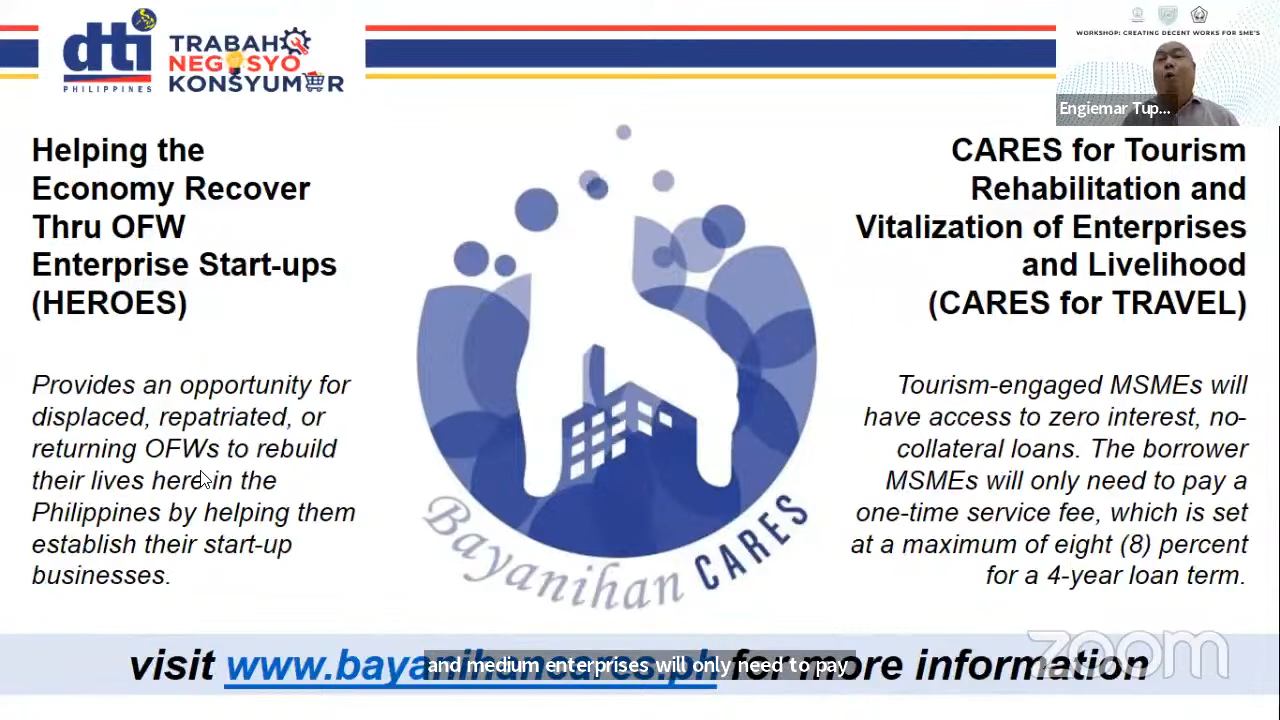 dti
PHILIPPINES
TRABAHO
NEGOSYO
KONSYUMER
WORKSHOP: CREATING DECENT WORKS FOR SME'S
Engiemar Tup...
Helping the
Economy Recover
Thru OFW
Enterprise Start-ups
(HEROES)
Provides an opportunity for
displaced, repatriated, or
returning OFWs to rebuild
their lives here in the
Philippines by helping them
establish their start-up
businesses.
Bayanihan CARES
CARES for Tourism
Rehabilitation and
Vitalization of Enterprises
and Livelihood
(CARES for TRAVEL)
Tourism-engaged MSMEs will
have access to zero interest, no-
collateral loans. The borrower
MSMEs will only need to pay a
one-time service fee, which is set
at a maximum of eight (8) percent
for a 4-year loan term.
zoom
visit www.bayanihancares.ph for more information
and medium enterprises will only need to pay